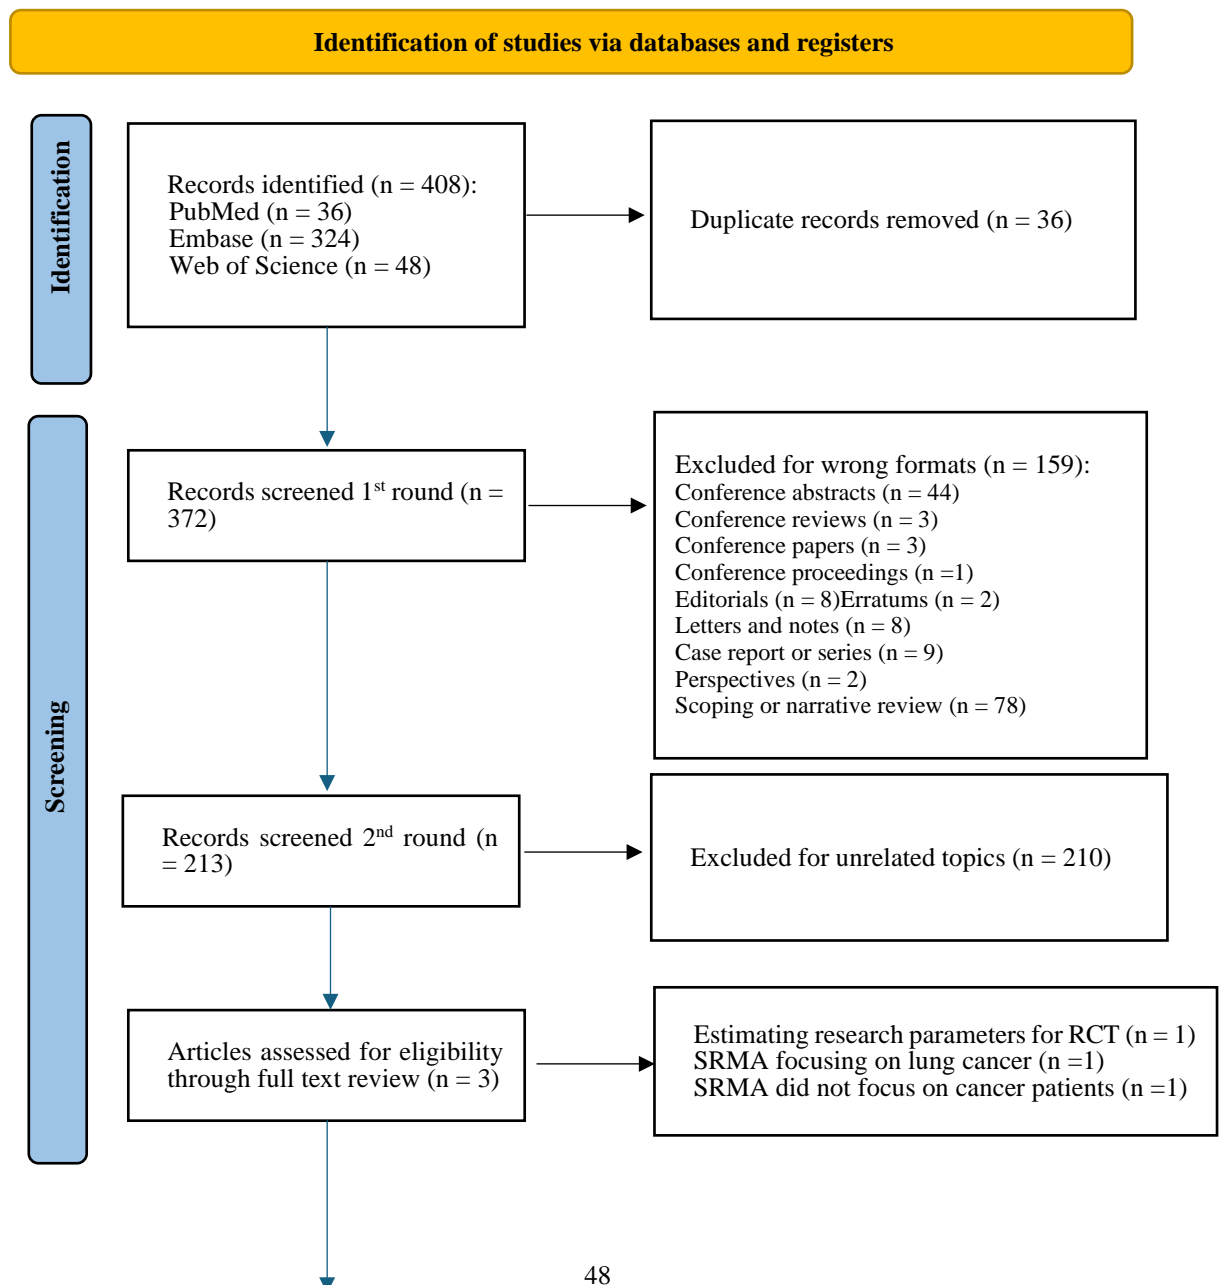 Identification of studies via databases and registers
Identification
Records identified (n = 408):
PubMed (n = 36)
Embase (n = 324)
Web of Science (n = 48)
Duplicate records removed (n = 36)
Screening
Records screened 1st round (n =
372)
Excluded for wrong formats (n = 159):
Conference abstracts (n = 44)
Conference reviews (n = 3)
Conference papers (n = 3)
Conference proceedings (n =1)
Editorials (n = 8)Erratums (n = 2)
Letters and notes (n = 8)
Case report or series (n = 9)
Perspectives (n = 2)
Scoping or narrative review (n = 78)
Records screened 2nd round (n
= 213)
Excluded for unrelated topics (n = 210)
Articles assessed for eligibility
through full text review (n = 3)
Estimating research parameters for RCT (n = 1)
SRMA focusing on lung cancer (n =1)
SRMA did not focus on cancer patients (n =1)
48